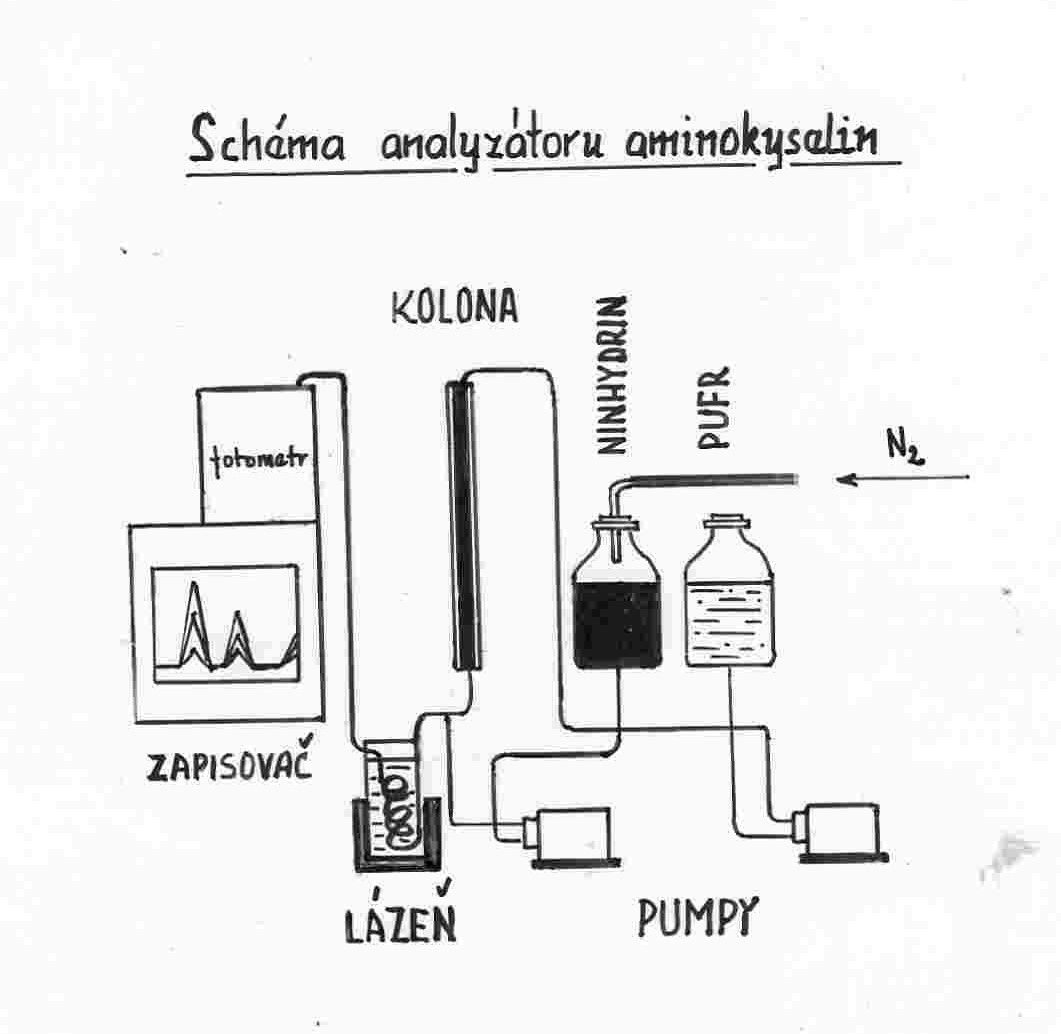 Schéma analyzátoru aminokyselin
KOLONA
NINHYDRIN
PUFR
N₂
fotometr
ZAPISOVAČ
LÁZEŇ
PUMPY